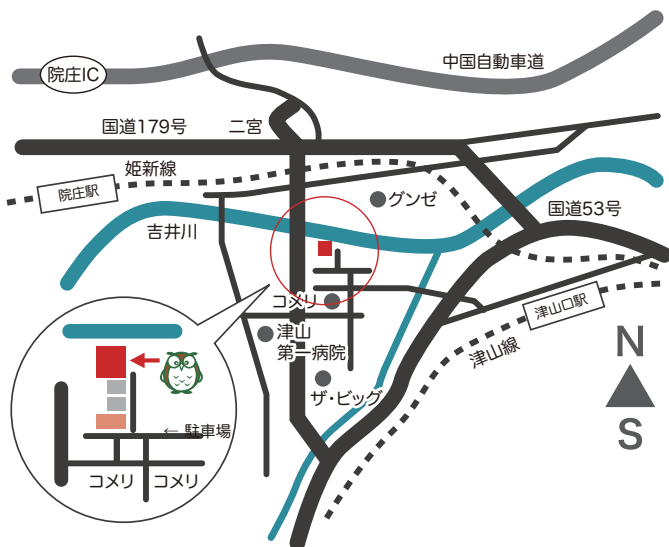 中国自動車道
院庄IC
国道179号
二宮
姫新線
院庄駅
グンゼ
国道53号
吉井川
コメリ
津山口駅
津山
第一病院
津山線
ザ・ビッグ
N
S
← 駐車場
コメリ
コメリ